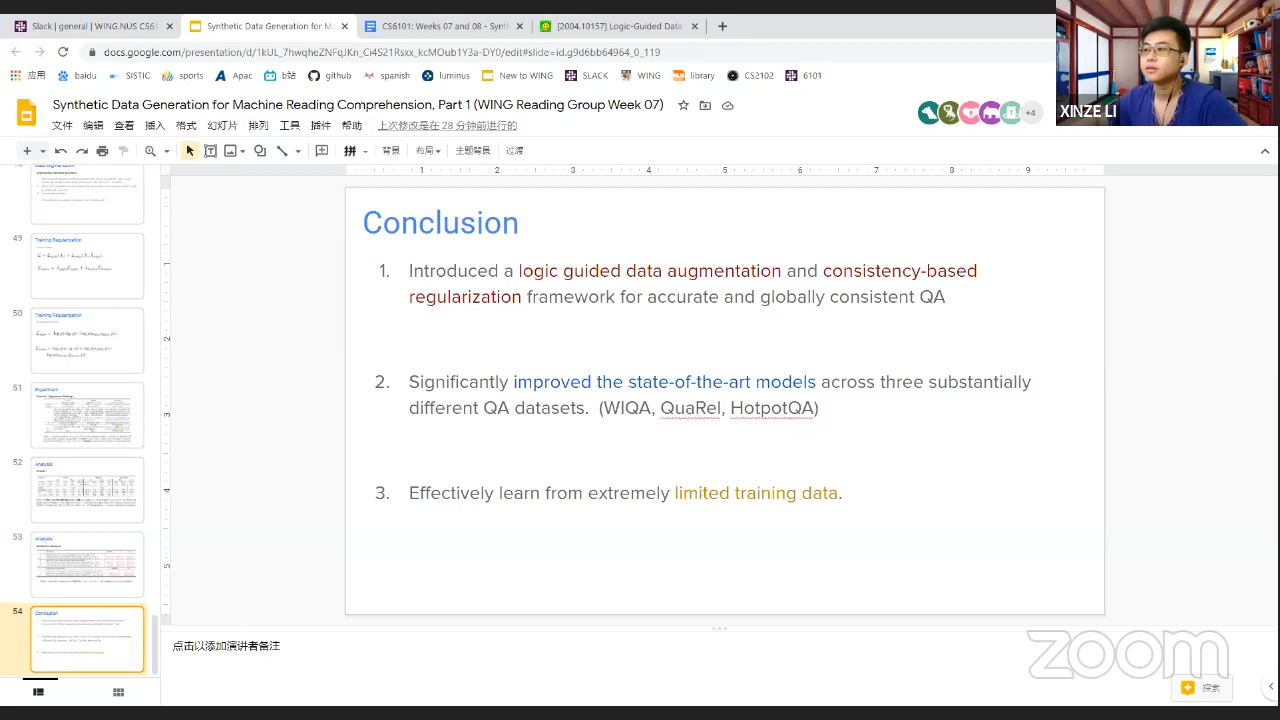 Slack | general | WING.NUS CS61
Synthetic Data Generation for M
CS6101: Weeks 07 and 08 - Synth
[2004.10157] Logic-Guided Data
docs.google.com/presentation/d/1kUL_7hwqheZNFqJKn_Ci4S21Rsxx_kcMQub1Y3a-DY0/edit#slide=id.g9d6bb64964_0_119
应用 baidu SISTIC sports Apac b站 github spanish lumitus New to WING SLACK WING library CS2102 6101
XINZE LI
Synthetic Data Generation for Machine Reading Comprehension, Part 1 (WING Reading Group Week 07)
+4
文件 编辑 查看 插入 格式 幻灯片 排列 工具 插件 帮助 上次修改是在 28 分钟前进行的
拼 背景 布局 主题背景 过渡
Conclusion
1. Introduced a logic guided data augmentation and consistency-based
regularization framework for accurate and globally consistent QA
2. Significantly improved the state-of-the-art models across three substantially
different QA datasets. (WIQA, QuaRel, HotpotQA)
3. Effectively learn from extremely limited training data.
49
Training Regularization
50
Training Regularization
51
Experiment
52
Analysis
53
Analysis
54
Conclusion
点击以添加演讲者备注
zoom
探索